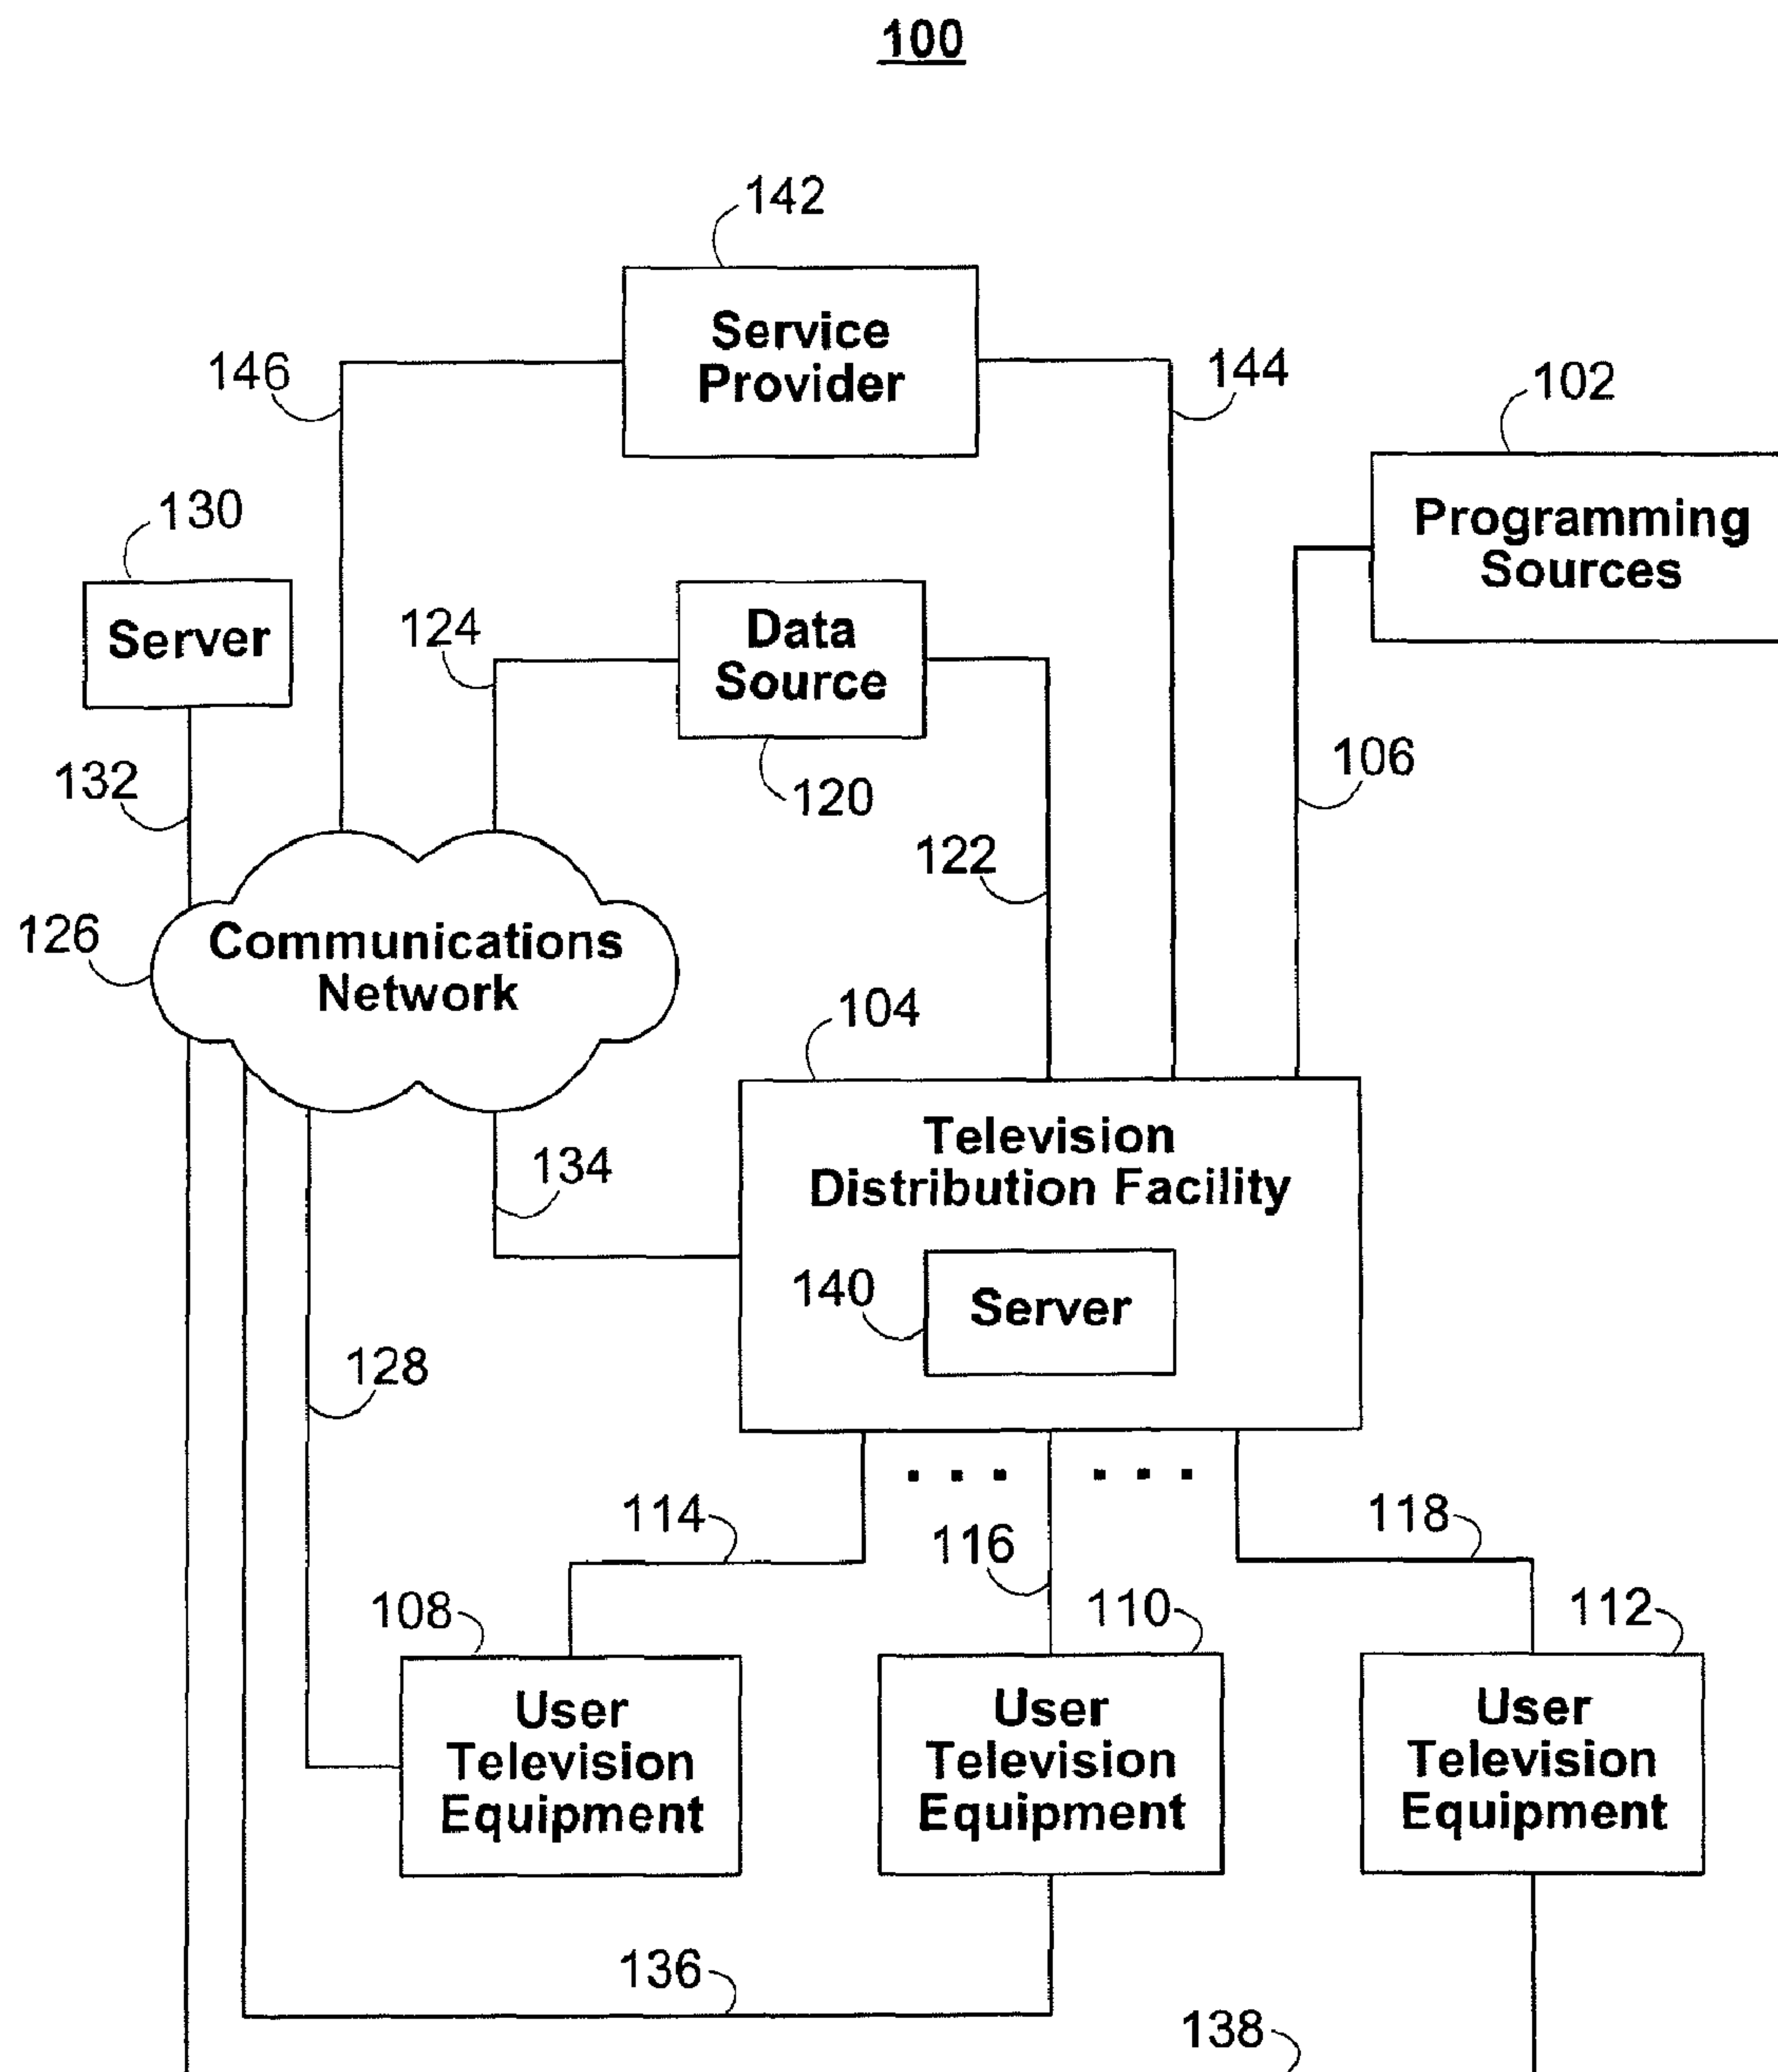 100
142
Service
Provider
146
144
102
Programming
Sources
130
Server
124
Data
Source
132
120
106
122
126
Communications
Network
104
Television
Distribution Facility
134
140
Server
128
114
116
118
108
110
112
User
Television
Equipment
User
Television
Equipment
User
Television
Equipment
136
138